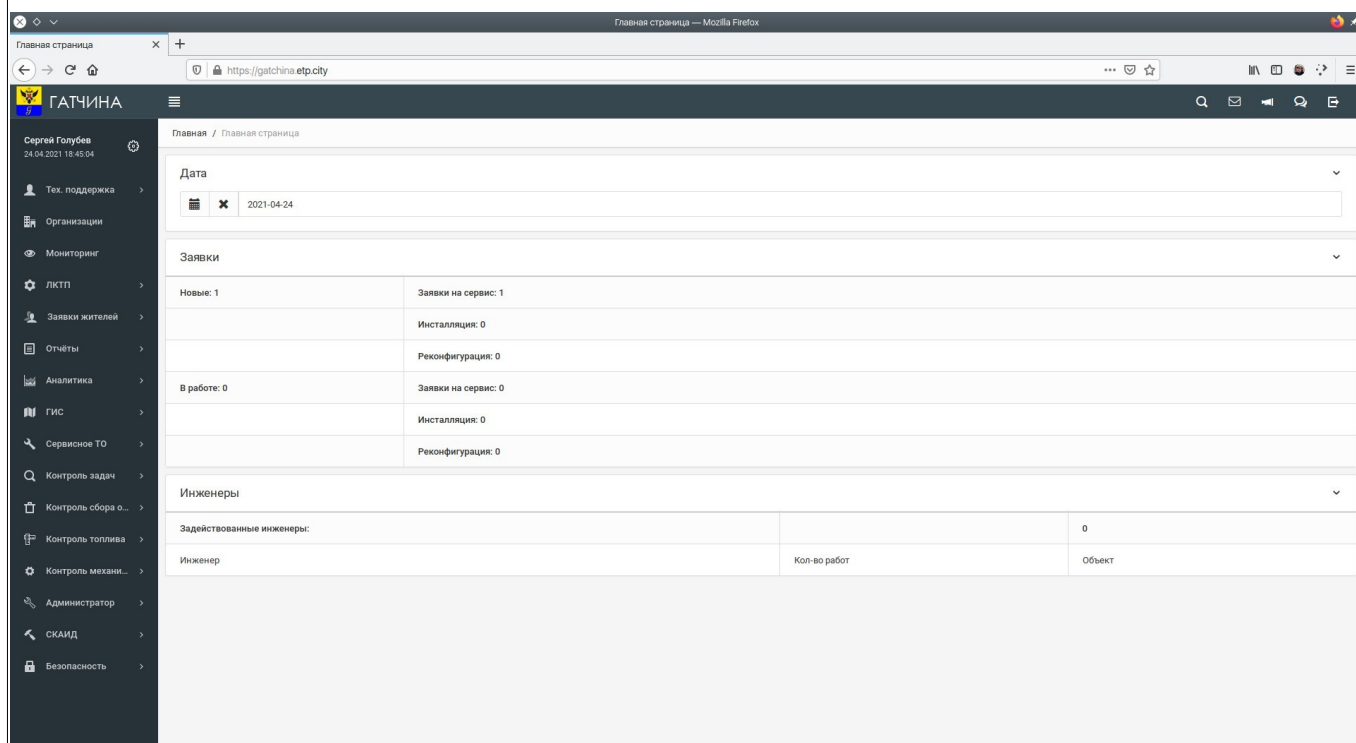 Главная страница — Mozilla Firefox
Главная страница
https://gatchina.etp.city
ГАТЧИНА
Сергей Голубев
24.04.2021 18:45:04
Тех. поддержка
Организации
Мониторинг
ЛКТП
Заявки жителей
Отчёты
Аналитика
ГИС
Сервисное ТО
Контроль задач
Контроль сбора о...
Контроль топлива
Контроль механи...
Администратор
СКАИД
Безопасность
Главная / Главная страница
Дата
2021-04-24
Заявки
Новые: 1 Заявки на сервис: 1
Инсталляция: 0
Реконфигурация: 0
В работе: 0 Заявки на сервис: 0
Инсталляция: 0
Реконфигурация: 0
Инженеры
Задействованные инженеры: 0
Инженер Кол-во работ Объект